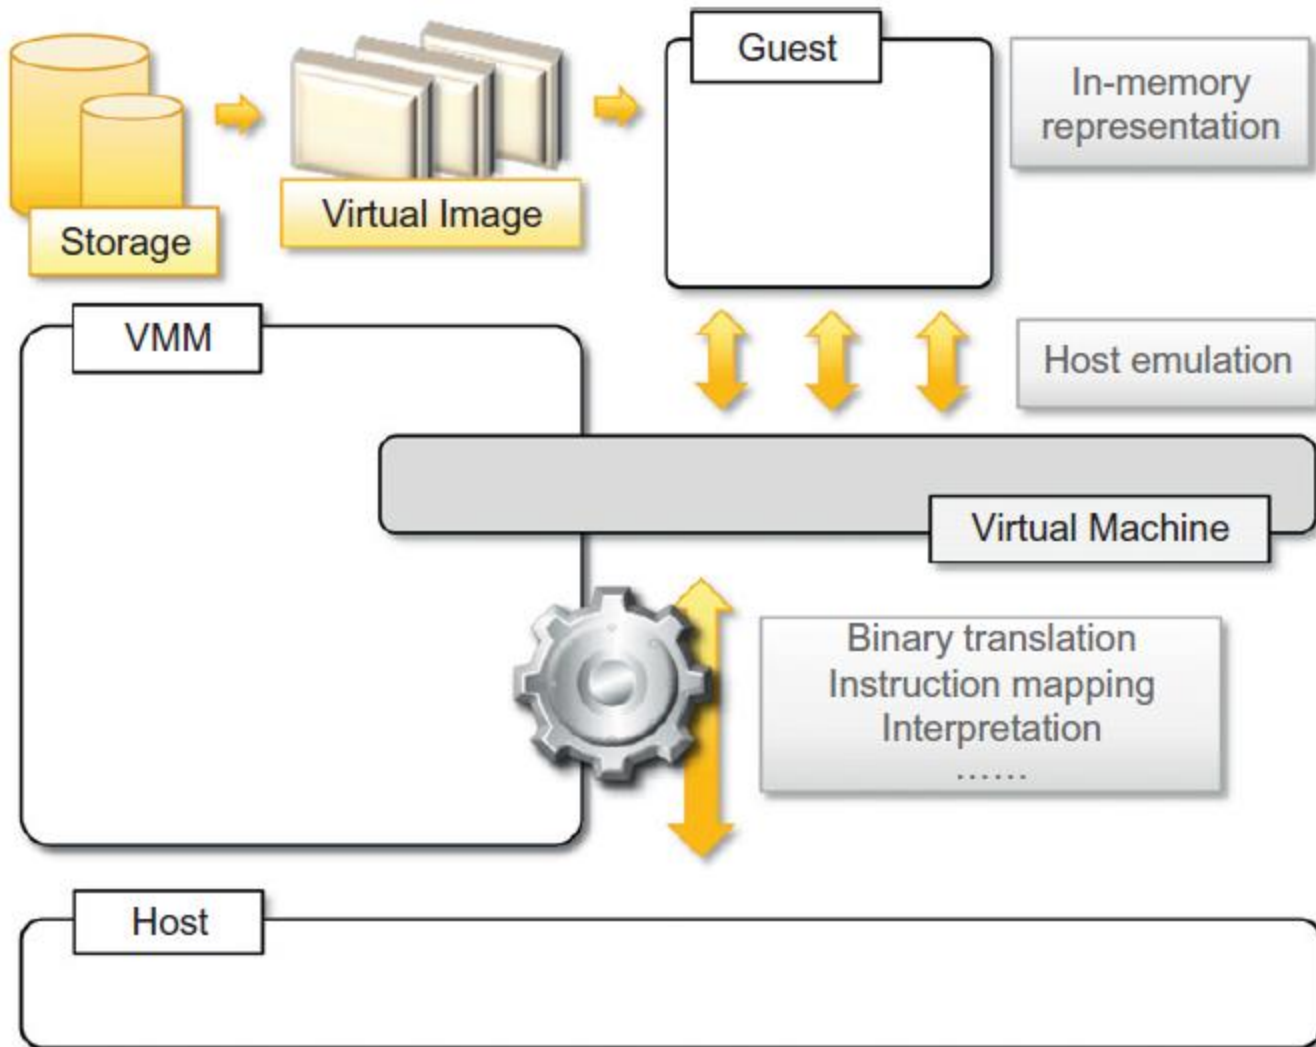 Guest
In-memory
representation
Virtual Image
Storage
VMM
Host emulation
Virtual Machine
Binary translation
Instruction mapping
Interpretation
......
Host